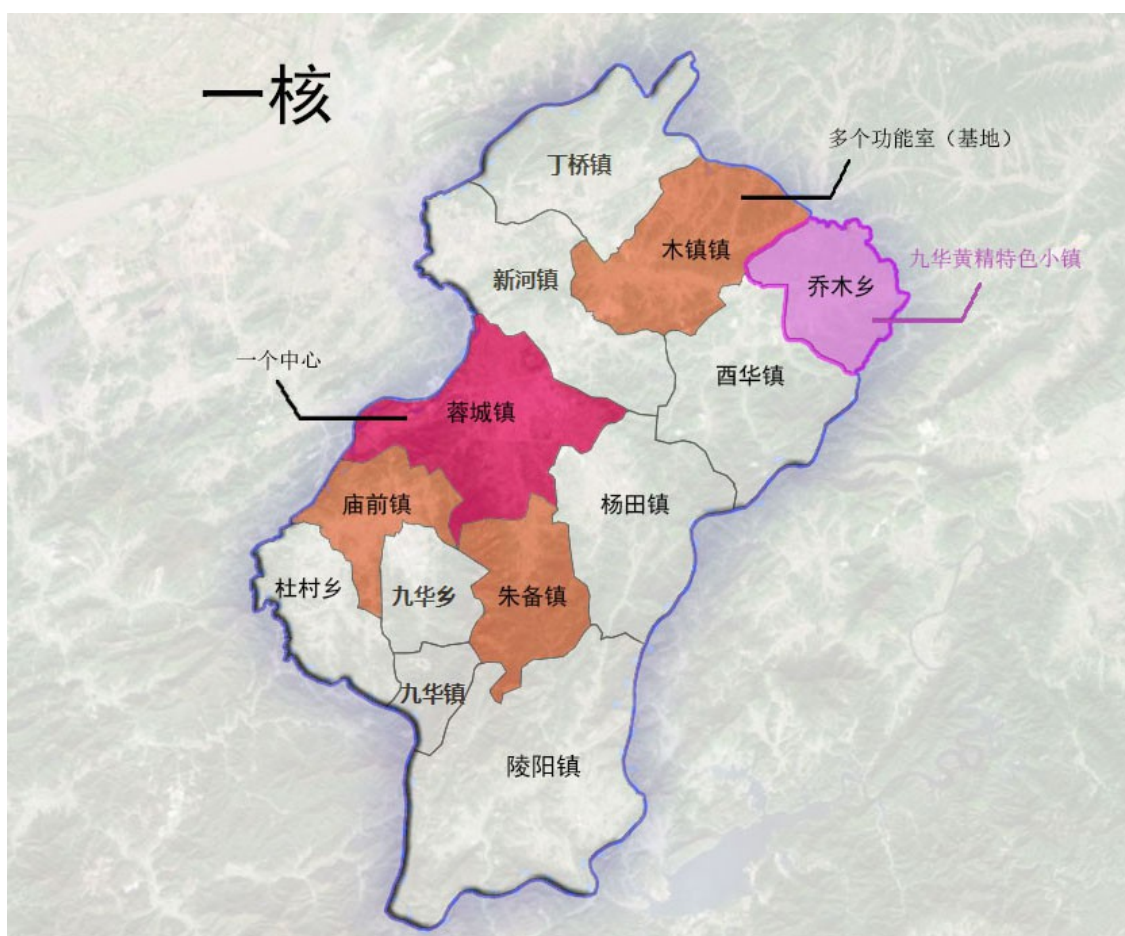 一核
多个功能室（基地）
丁桥镇
木镇镇
九华黄精特色小镇
新河镇
乔木乡
一个中心
酉华镇
蓉城镇
庙前镇
杨田镇
杜村乡
九华乡
朱备镇
九华镇
陵阳镇